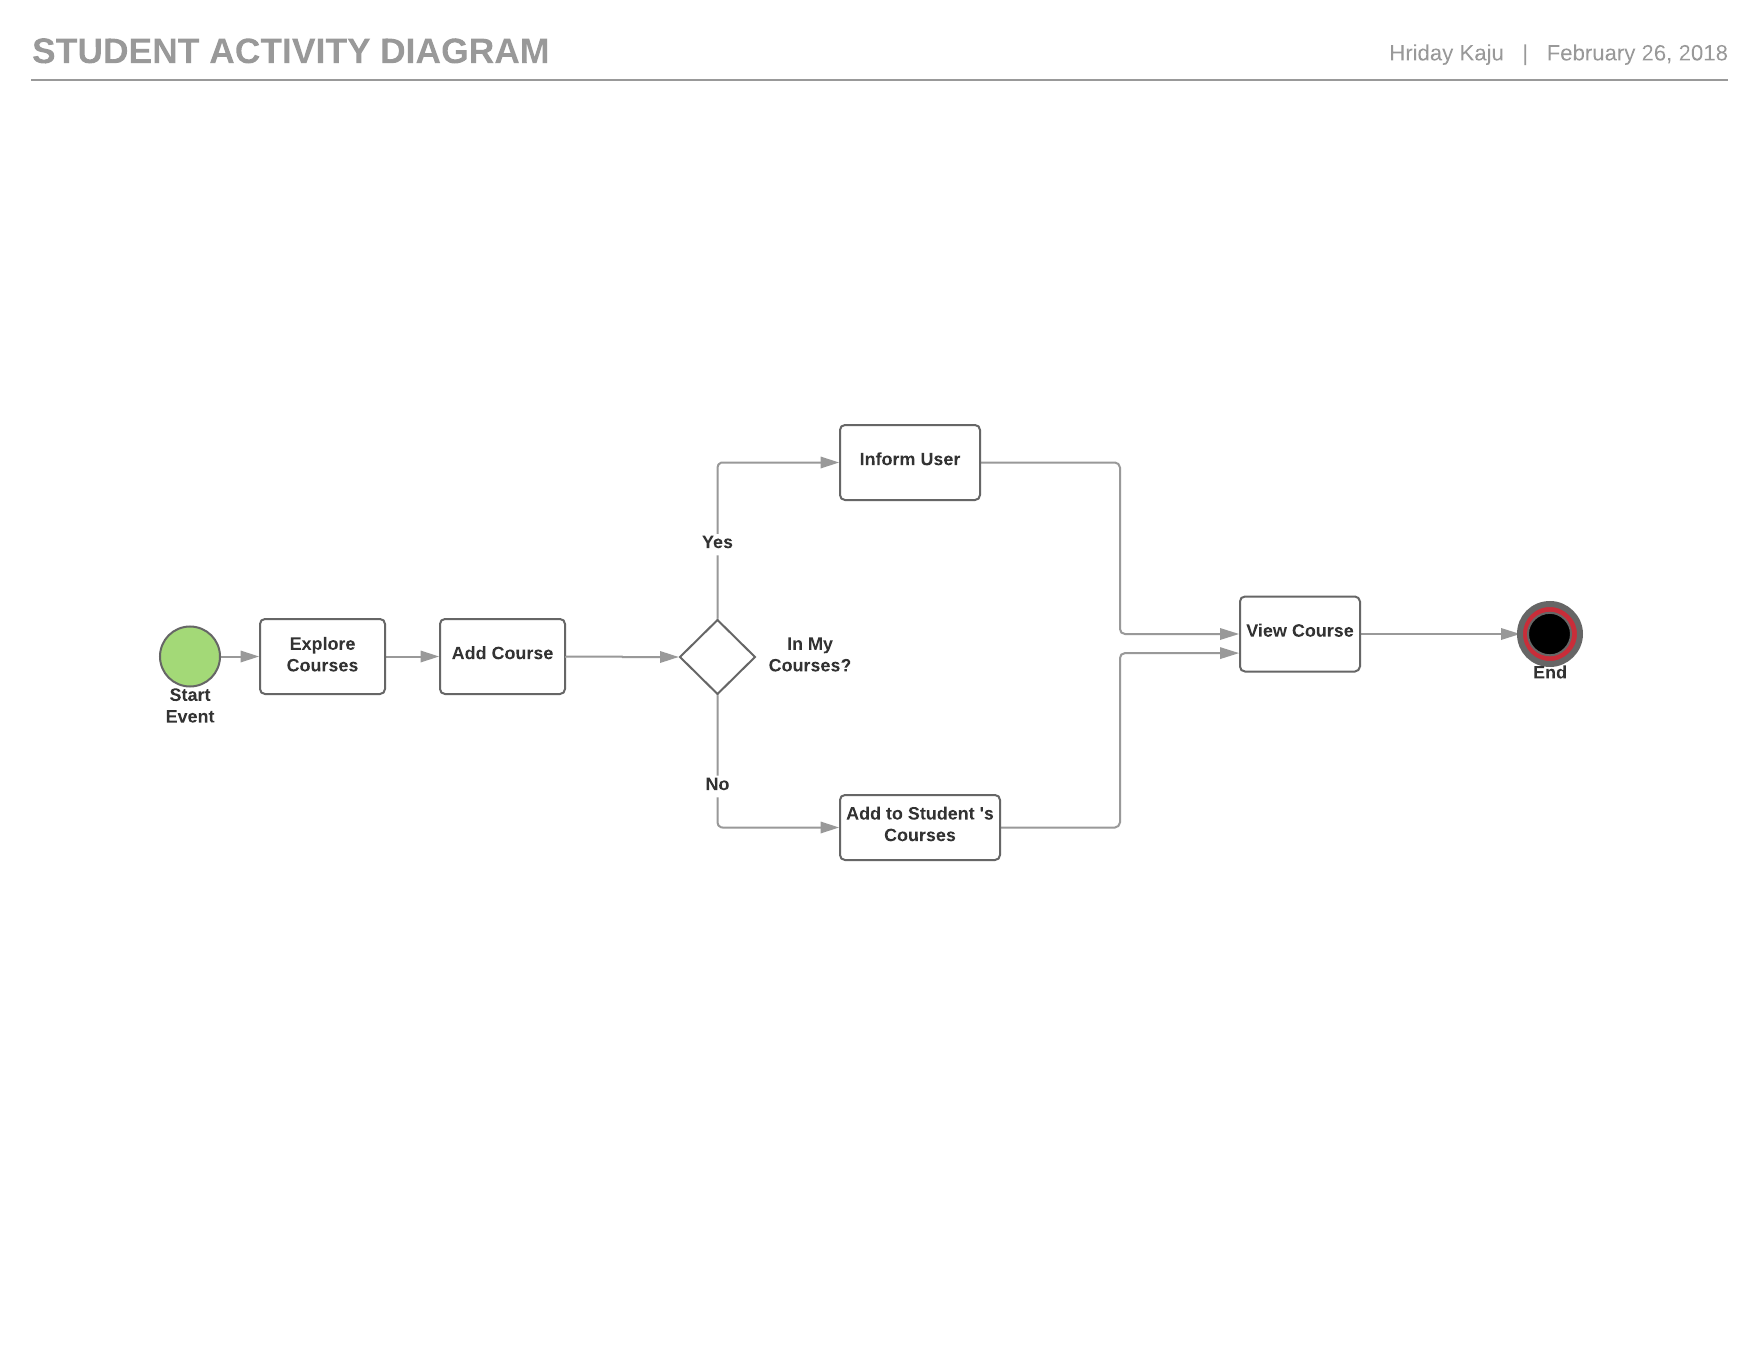 STUDENT ACTIVITY DIAGRAM
Hriday Kaju | February 26, 2018
Inform User
Yes
Explore
Courses
Add Course
In My
Courses?
View Course
End
Start
Event
No
Add to Student 's
Courses